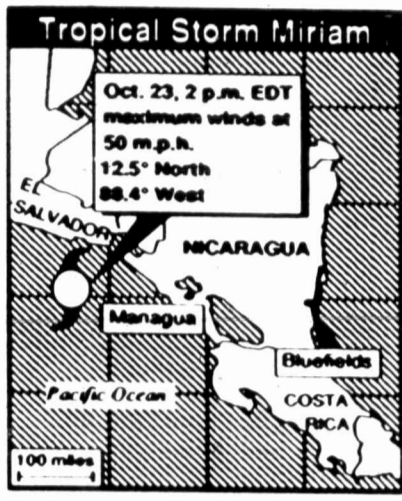 Tropical Storm Miriam
Oct. 23, 2 p.m. EDT
maximum winds at
50 m.p.h.
12.5° North
88.4° West
EL
SALVADOR
NICARAGUA
Managua
Bluefields
Pacific Ocean
COSTA
RICA
100 miles